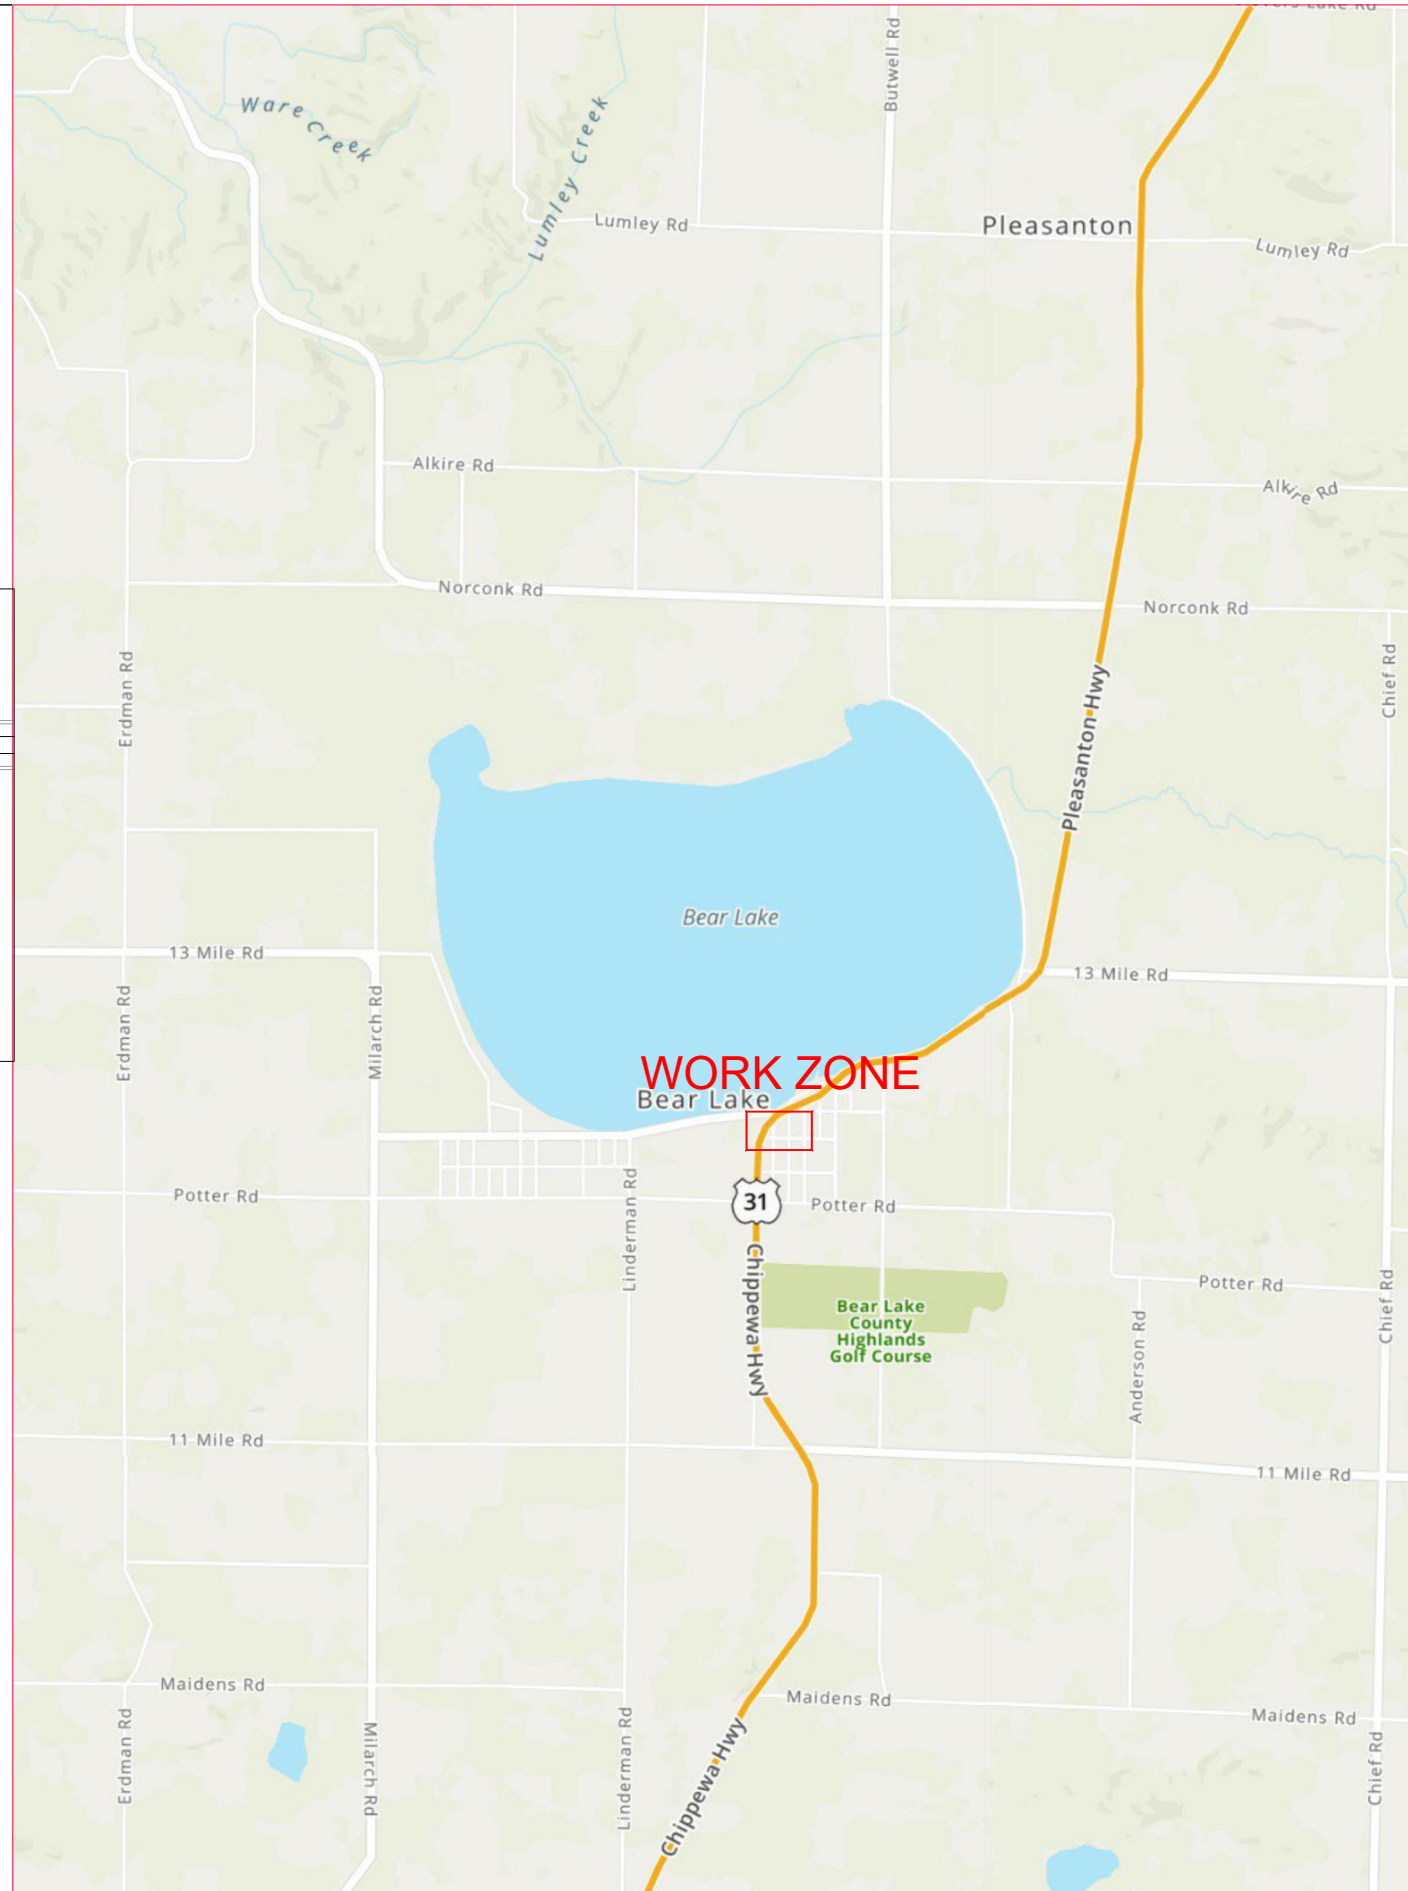 Butwell Rd
Ware Creek
Lumley Creek
Lumley Rd
Pleasanton
Lumley Rd
Alkire Rd
Alkire Rd
Norconk Rd
Norconk Rd
Erdman Rd
Chief Rd
Pleasanton Hwy
Bear Lake
13 Mile Rd
13 Mile Rd
Erdman Rd
Milarch Rd
WORK ZONE
Bear Lake
Potter Rd
31
Potter Rd
Linderman Rd
Chippewa Hwy
Potter Rd
Bear Lake
County
Highlands
Golf Course
Chief Rd
Anderson Rd
11 Mile Rd
11 Mile Rd
Maidens Rd
Maidens Rd
Maidens Rd
Erdman Rd
Milarch Rd
Linderman Rd
Chippewa Hwy
Chief Rd